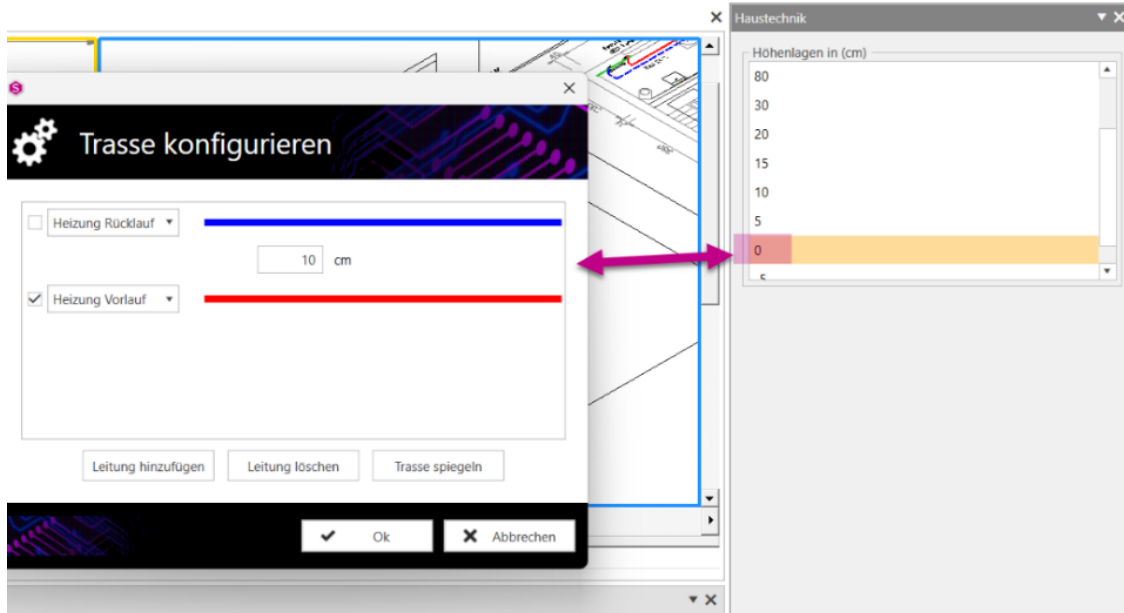 Haustechnik
Höhenlagen in (cm)
80
30
20
15
10
5
0
Trasse konfigurieren
Heizung Rücklauf
10 cm
Heizung Vorlauf
Leitung hinzufügen Leitung löschen Trasse spiegeln
Ok Abbrechen